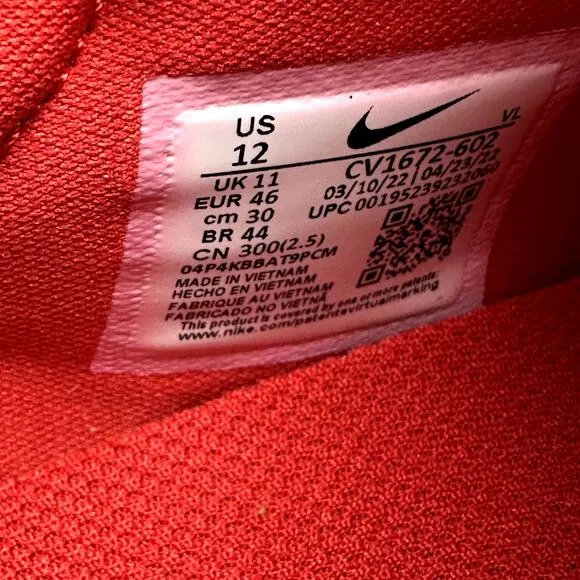 US
12
VL
CV1672-602
UK 11
03/10/22 | 04/23/22
EUR 46
UPC 00195239232060
cm 30
BR 44
CN 300(2.5)
04P4KBBAT9PCM
MADE IN VIETNAM
HECHO EN VIETNAM
FABRIQUE AU VIETNAM
FABRICADO NO VIETNÃ
This product is covered by one or more patents.
www.nike.com/patentsvirtualmarking